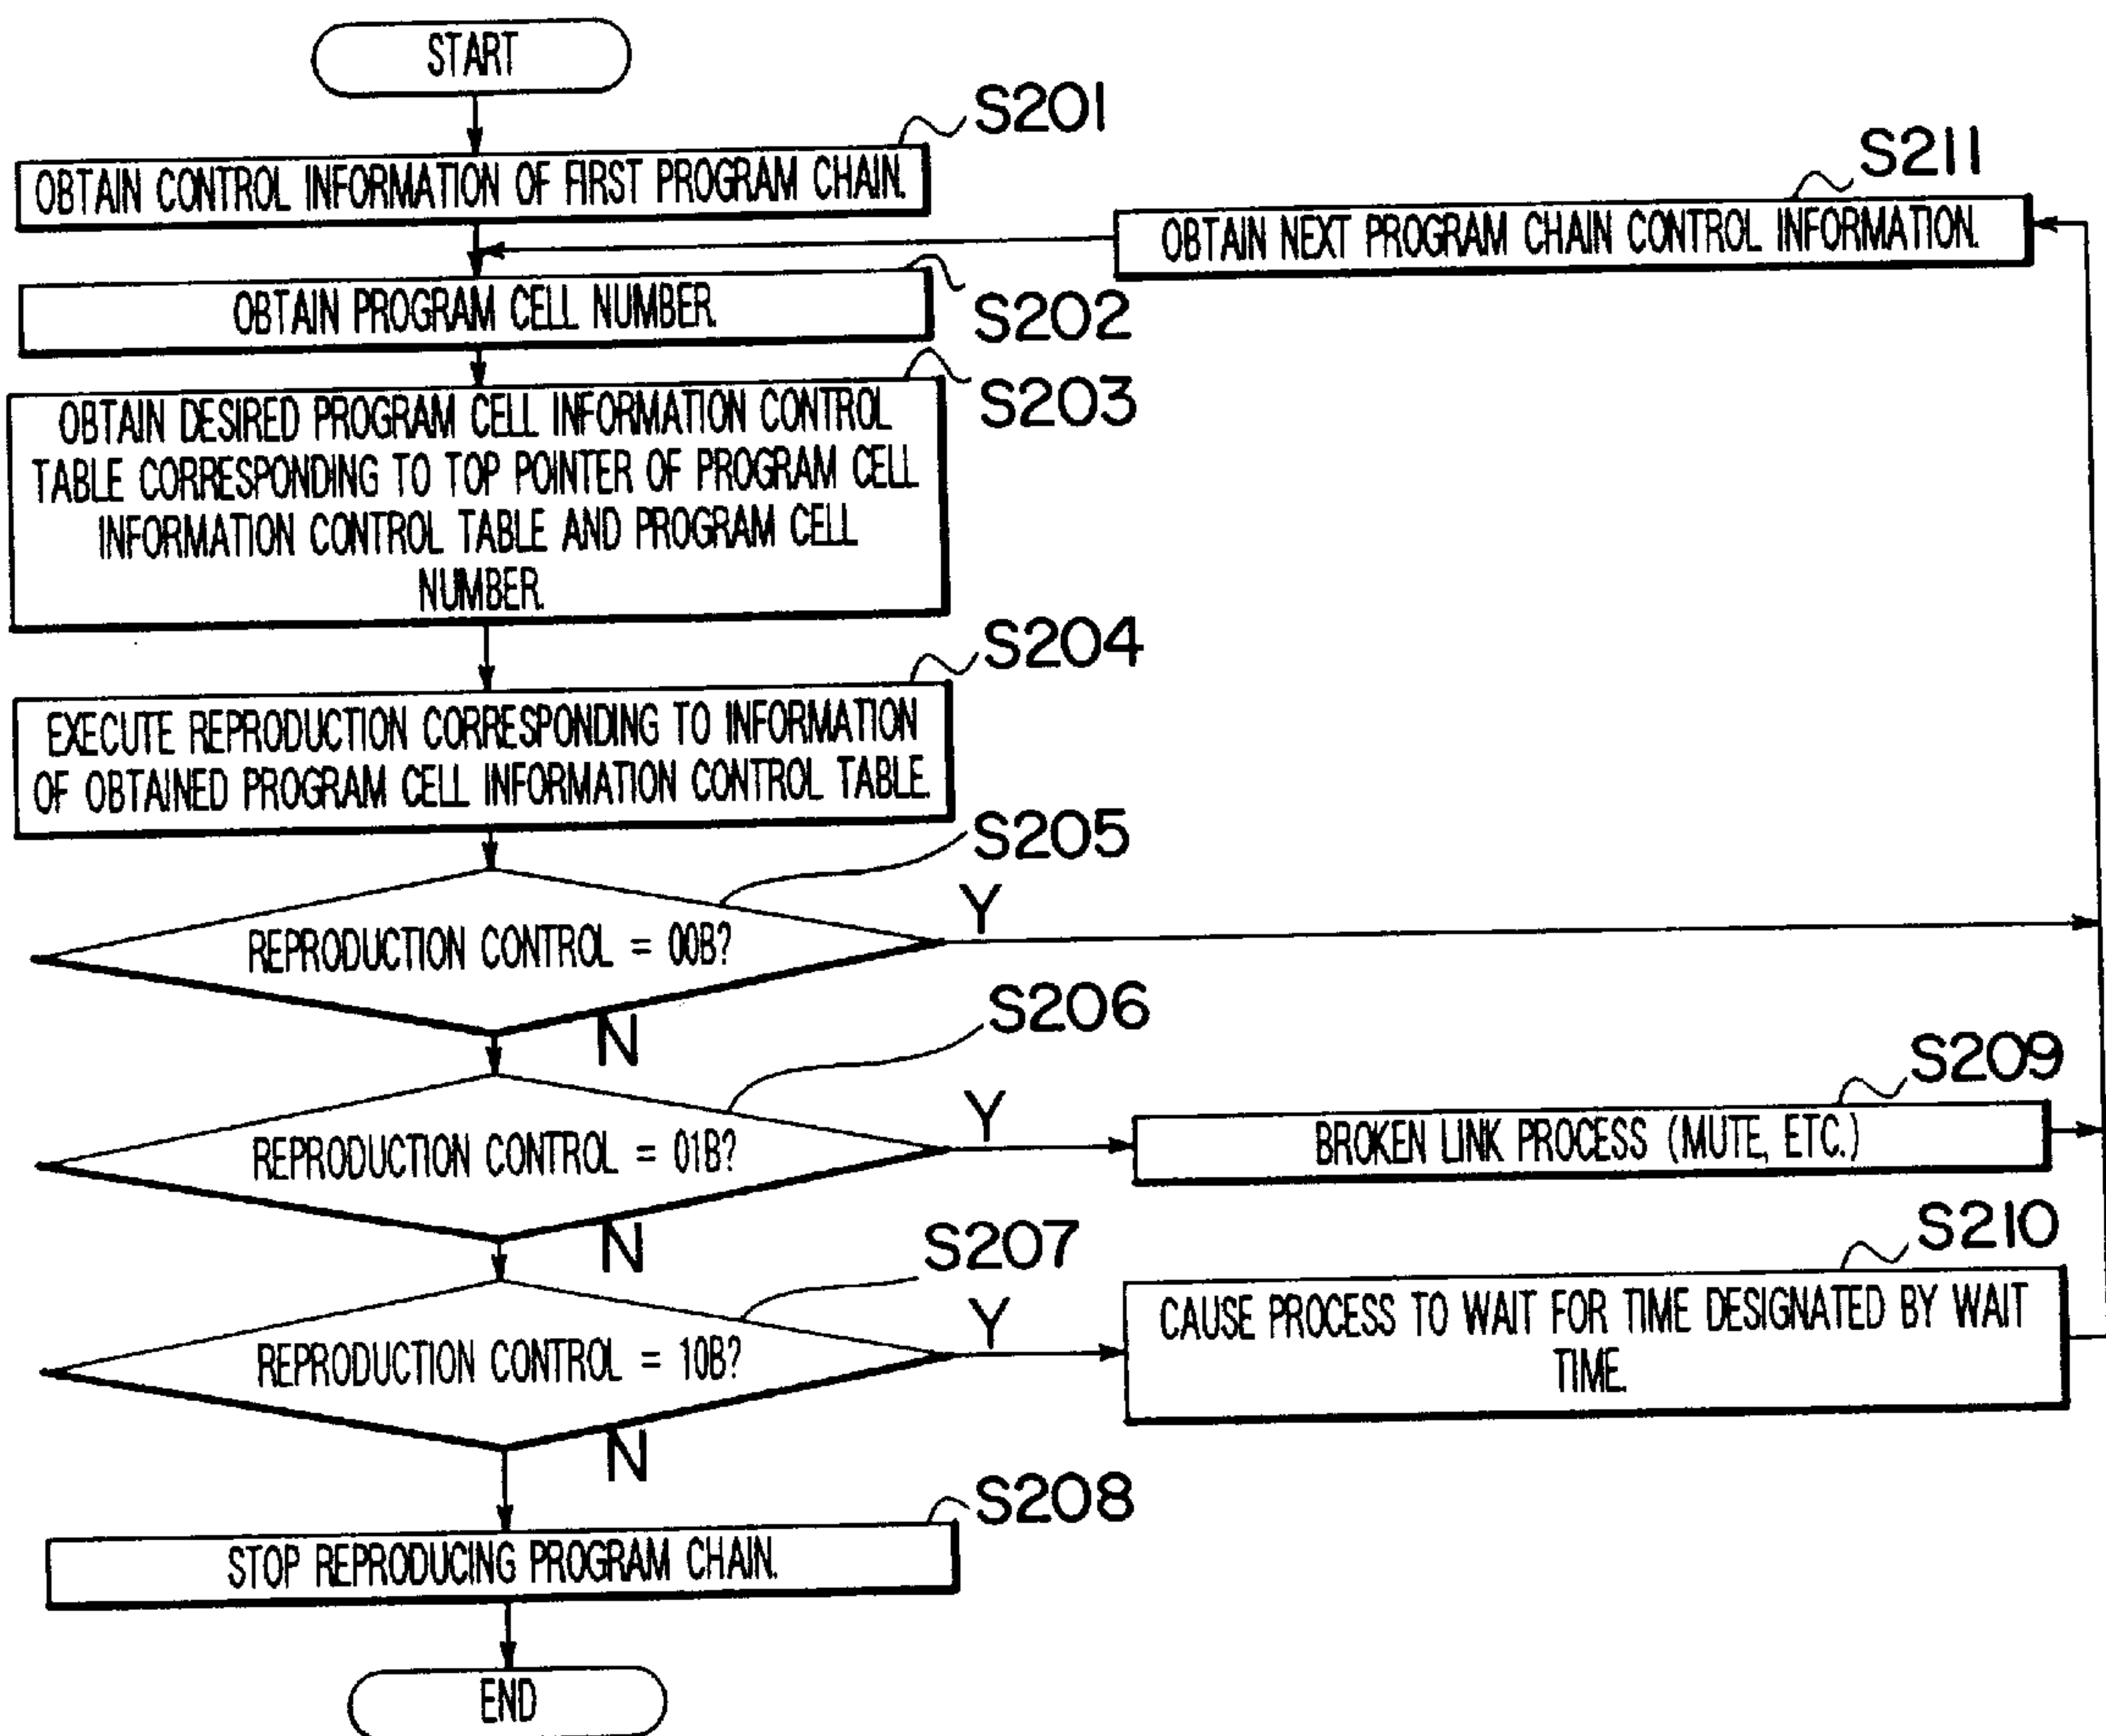 START
S201
OBTAIN CONTROL INFORMATION OF FIRST PROGRAM CHAIN.
S211
OBTAIN NEXT PROGRAM CHAIN CONTROL INFORMATION.
OBTAIN PROGRAM CELL NUMBER.
S202
S203
OBTAIN DESIRED PROGRAM CELL INFORMATION CONTROL
TABLE CORRESPONDING TO TOP POINTER OF PROGRAM CELL
INFORMATION CONTROL TABLE AND PROGRAM CELL
NUMBER.
S204
EXECUTE REPRODUCTION CORRESPONDING TO INFORMATION
OF OBTAINED PROGRAM CELL INFORMATION CONTROL TABLE.
S205
REPRODUCTION CONTROL = 00B?
Y
N
S206
REPRODUCTION CONTROL = 01B?
Y
N
S209
BROKEN LINK PROCESS (MUTE, ETC.)
S207
REPRODUCTION CONTROL = 10B?
Y
N
S210
CAUSE PROCESS TO WAIT FOR TIME DESIGNATED BY WAIT
TIME.
S208
STOP REPRODUCING PROGRAM CHAIN.
END